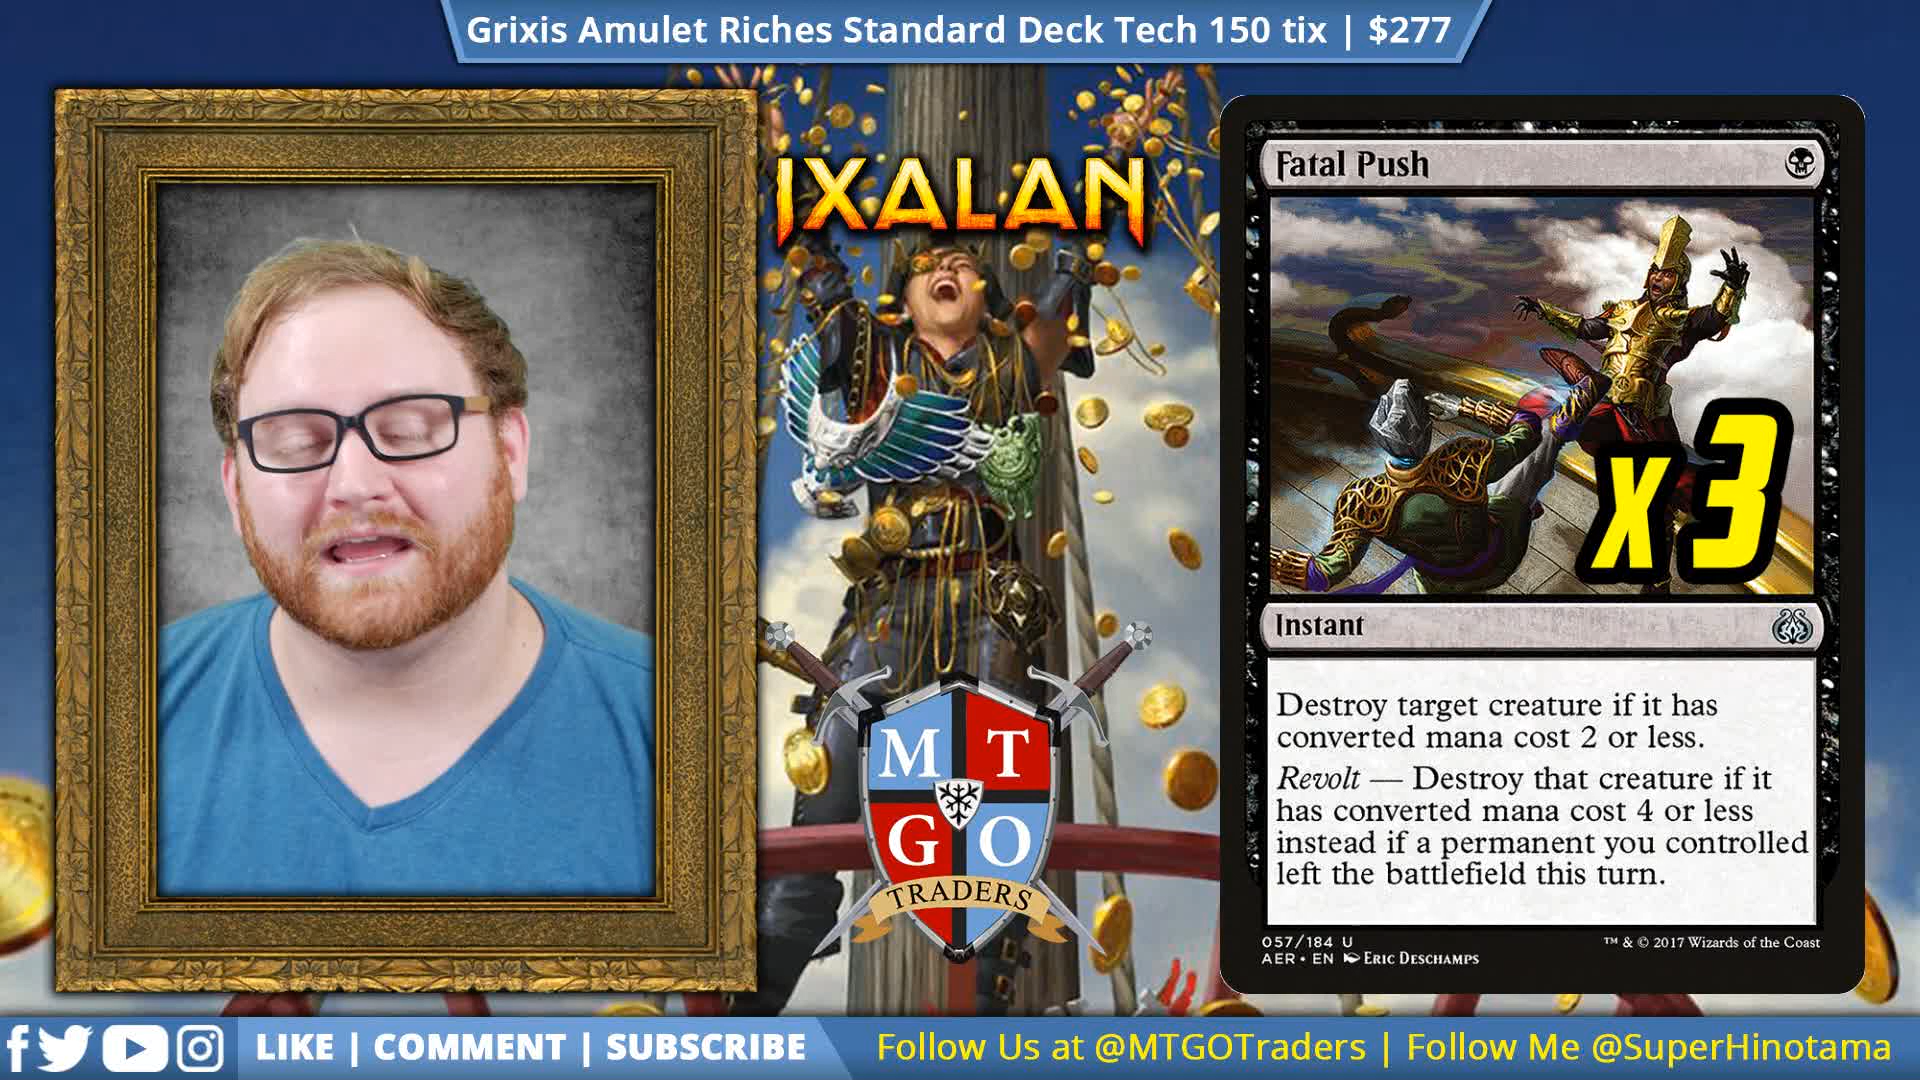 Grixis Amulet Riches Standard Deck Tech 150 tix | $277
IXALAN
M T
G O
TRADERS
Fatal Push
x3
Instant
Destroy target creature if it has
converted mana cost 2 or less.
Revolt — Destroy that creature if it
has converted mana cost 4 or less
instead if a permanent you controlled
left the battlefield this turn.
057/184 U
™ & © 2017 Wizards of the Coast
AER • EN Eric Deschamps
LIKE | COMMENT | SUBSCRIBE
Follow Us at @MTGOTraders | Follow Me @SuperHinotama